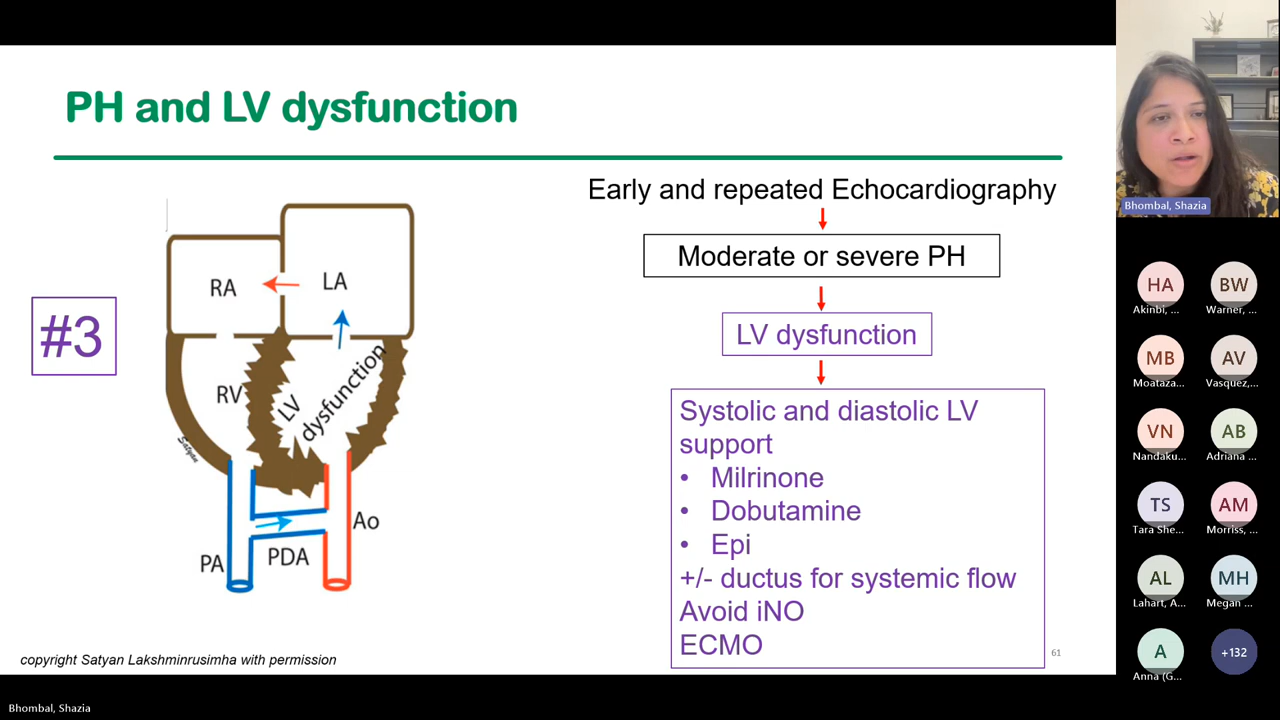 PH and LV dysfunction
Early and repeated Echocardiography
Moderate or severe PH
LV dysfunction
Systolic and diastolic LV
support
• Milrinone
• Dobutamine
• Epi
+/- ductus for systemic flow
Avoid iNO
ECMO
#3
RA
LA
RV
LV
dysfunction
Satyan
PA
PDA
Ao
copyright Satyan Lakshminrusimha with permission
61
Bhombal, Shazia
HA
Akinbi, ...
BW
Warner, ...
MB
Moataza...
AV
Vasquez,...
VN
Nandaku...
AB
Adriana ...
TS
Tara She...
AM
Morriss, ...
AL
Lahart, A...
MH
Megan ...
A
Anna (G...
+132
Bhombal, Shazia